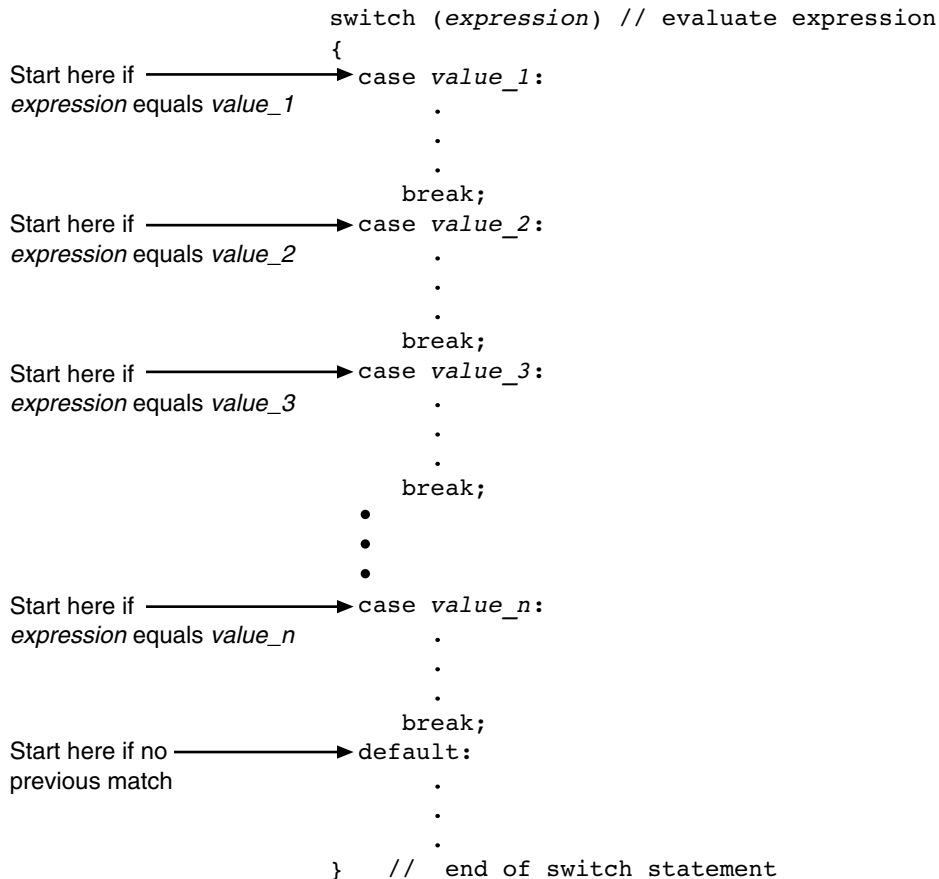 switch (expression) // evaluate expression
{
Start here if
expression equals value_1
case value_1:
.
.
.
break;
Start here if
expression equals value_2
case value_2:
.
.
.
break;
Start here if
expression equals value_3
case value_3:
.
.
.
break;
•
•
•
Start here if
expression equals value_n
case value_n:
.
.
.
break;
Start here if no
previous match
default:
.
.
.
} // end of switch statement